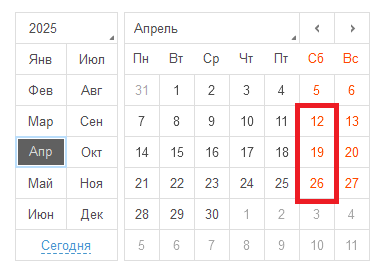 2025 Апрель ‹ ›
Янв Июл Пн Вт Ср Чт Пт Сб Вс
Фев Авг 31 1 2 3 4 5 6
Мар Сен 7 8 9 10 11 12 13
Апр Окт 14 15 16 17 18 19 20
Май Ноя 21 22 23 24 25 26 27
Июн Дек 28 29 30 1 2 3 4
Сегодня 5 6 7 8 9 10 11